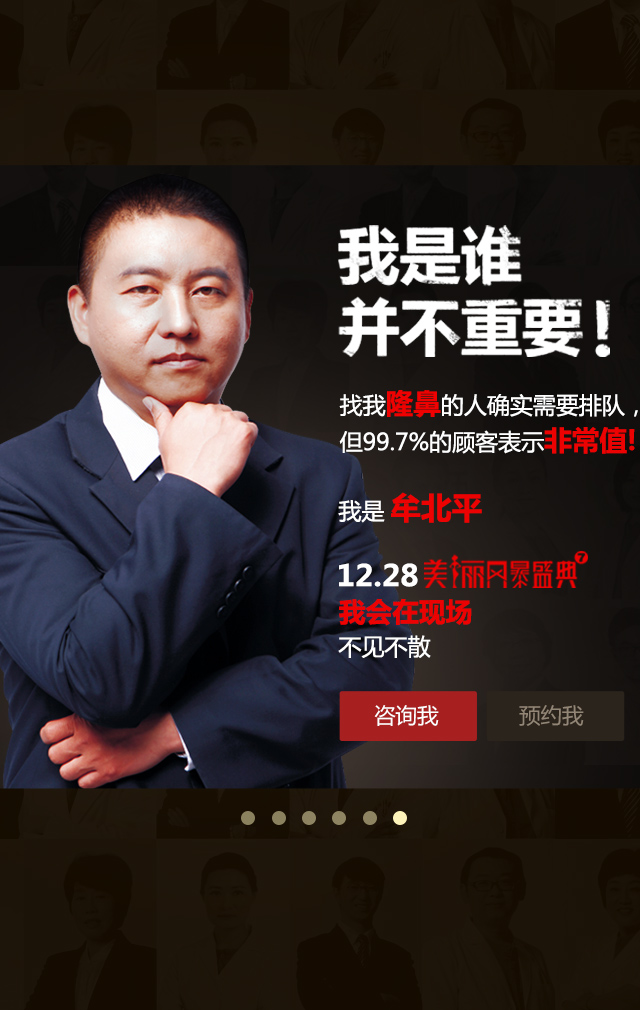 我是谁
并不重要！
找我隆鼻的人确实需要排队，
但99.7%的顾客表示非常值!
我是 牟北平
12.28 美丽风暴盛典 7
我会在现场
不见不散
咨询我
预约我